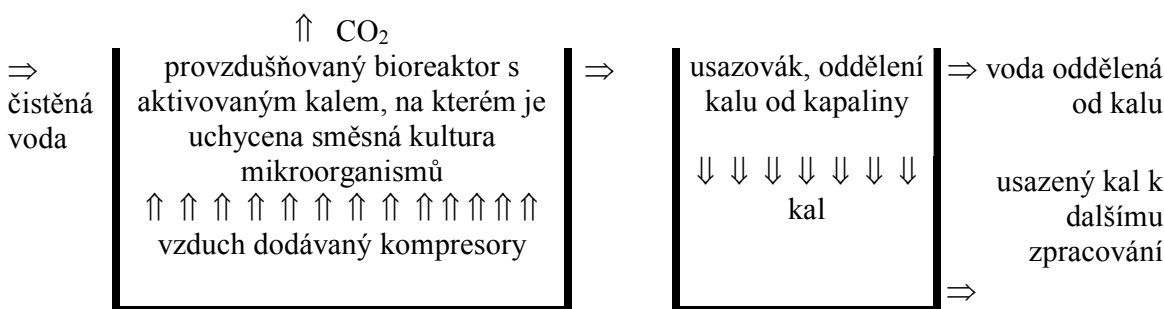 ⇑ CO₂
⇒
čistěná
voda
provzdušňovaný bioreaktor s
aktivovaným kalem, na kterém je
uchycena směsná kultura
mikroorganismů
⇑ ⇑ ⇑ ⇑ ⇑ ⇑ ⇑ ⇑ ⇑ ⇑ ⇑ ⇑ ⇑
vzduch dodávaný kompresory
⇒
usazovák, oddělení
kalu od kapaliny
⇓ ⇓ ⇓ ⇓ ⇓ ⇓ ⇓
kal
⇒ voda oddělená
od kalu
usazený kal k
dalšímu
zpracování
⇒